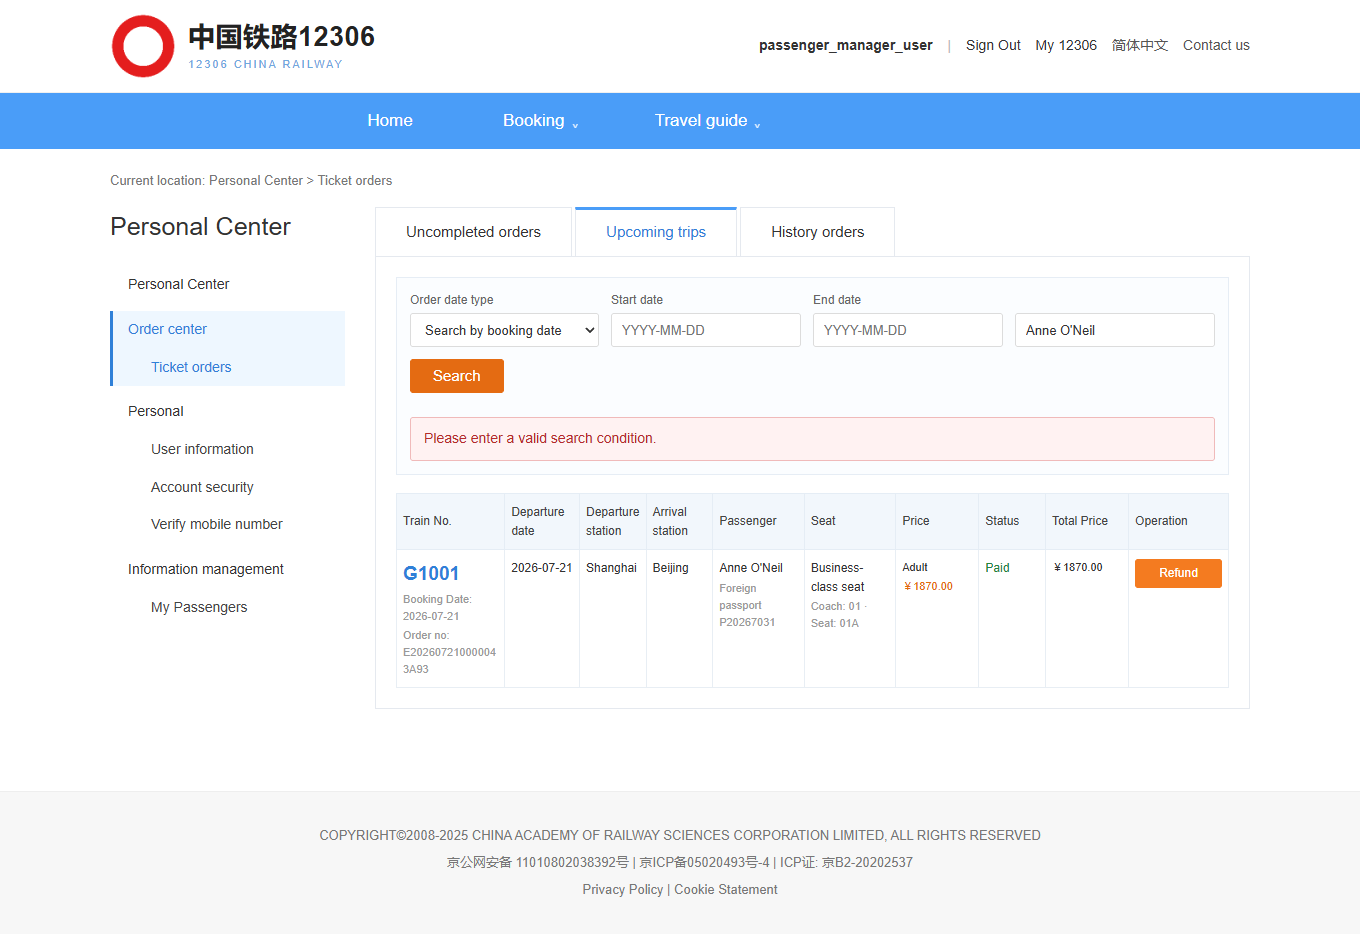 中国铁路12306
12306 CHINA RAILWAY
passenger_manager_user | Sign Out My 12306 简体中文 Contact us
Home Booking Travel guide
Current location: Personal Center > Ticket orders
Personal Center
Personal Center
Order center
Ticket orders
Personal
User information
Account security
Verify mobile number
Information management
My Passengers
Uncompleted orders Upcoming trips History orders
Order date type Start date End date
Search by booking date YYYY-MM-DD YYYY-MM-DD Anne O'Neil
Search
Please enter a valid search condition.
Train No. Departure date Departure station Arrival station Passenger Seat Price Status Total Price Operation
G1001
Booking Date:
2026-07-21
Order no:
E20260721000004
3A93
2026-07-21
Shanghai
Beijing
Anne O'Neil
Foreign
passport
P20267031
Business-
class seat
Coach: 01 ·
Seat: 01A
Adult
¥ 1870.00
Paid
¥ 1870.00
Refund
COPYRIGHT©2008-2025 CHINA ACADEMY OF RAILWAY SCIENCES CORPORATION LIMITED, ALL RIGHTS RESERVED
京公网安备 11010802038392号 | 京ICP备05020493号-4 | ICP证: 京B2-20202537
Privacy Policy | Cookie Statement